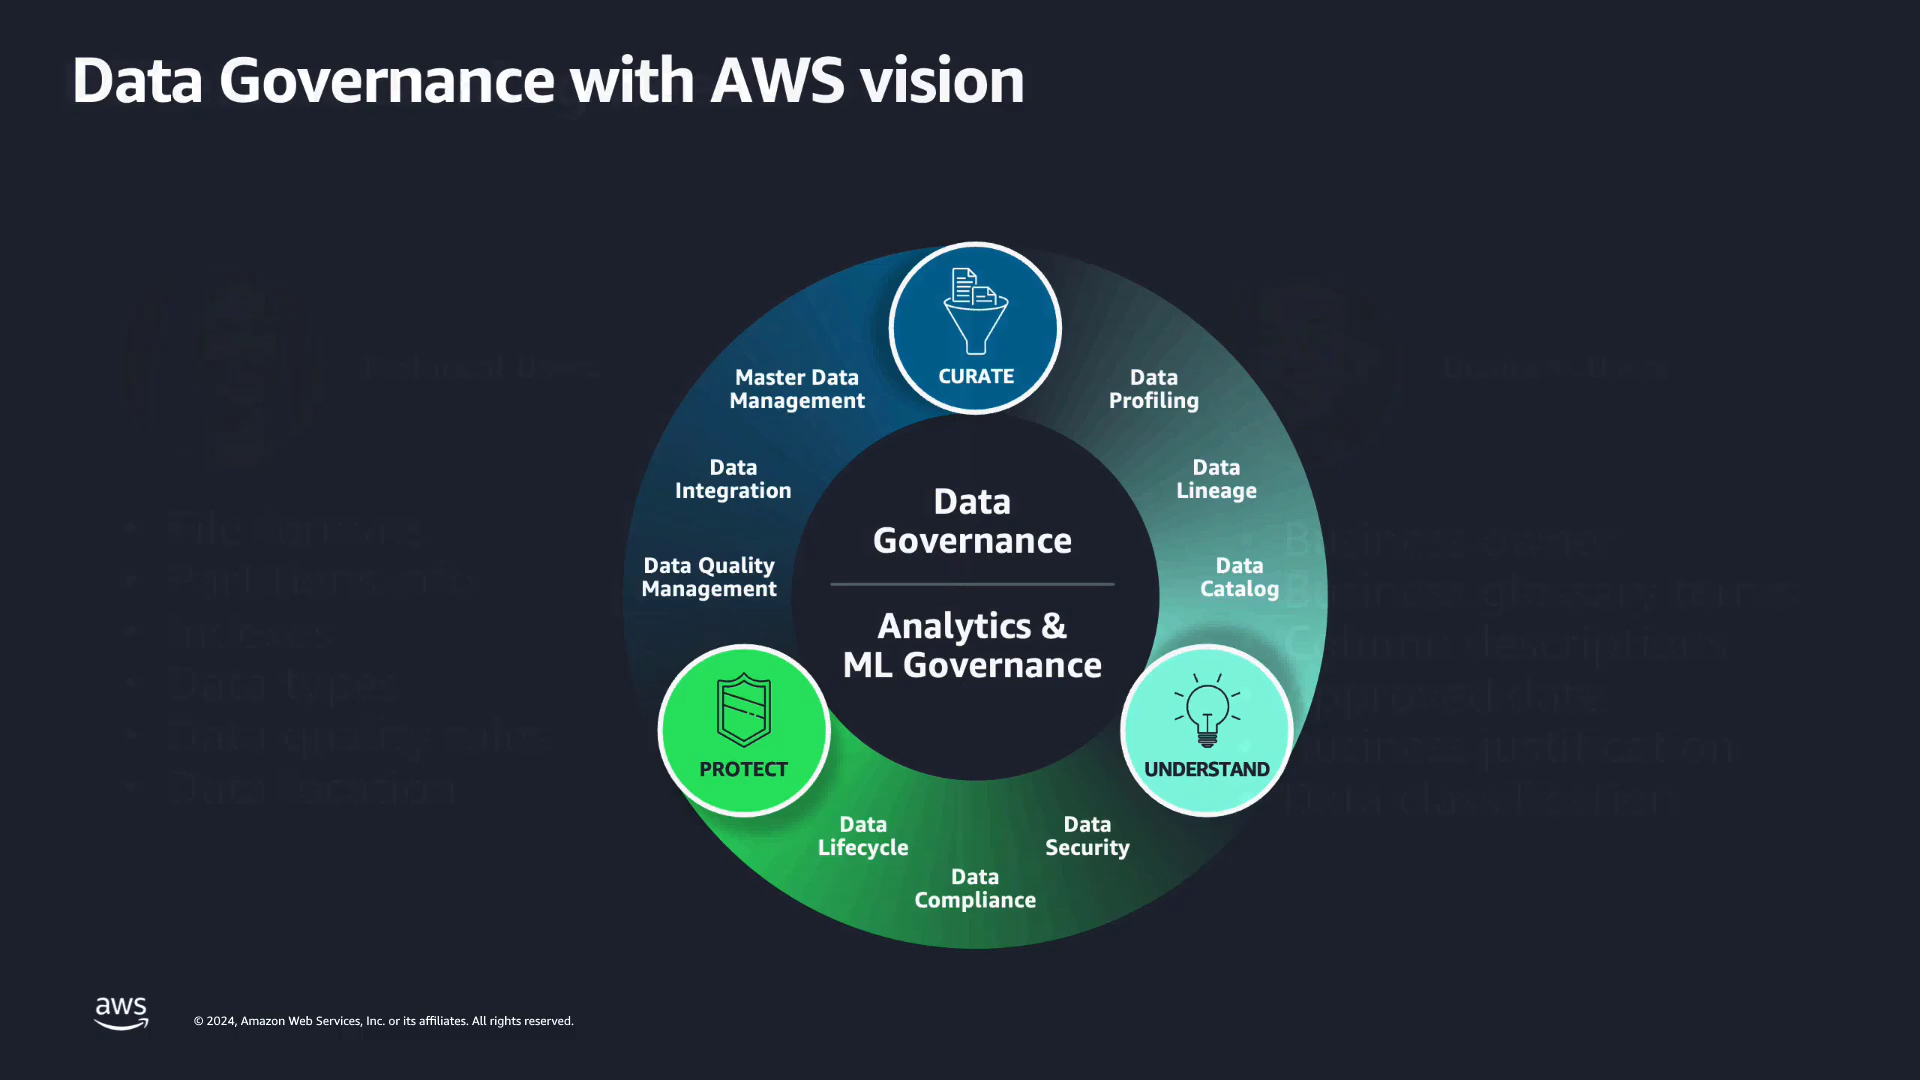 Data Governance with AWS vision
CURATE
Master Data
Management
Data
Profiling
Data
Integration
Data
Lineage
Data
Governance
Data Quality
Management
Data
Catalog
Analytics &
ML Governance
PROTECT
UNDERSTAND
Data
Lifecycle
Data
Security
Data
Compliance
aws
© 2024, Amazon Web Services, Inc. or its affiliates. All rights reserved.